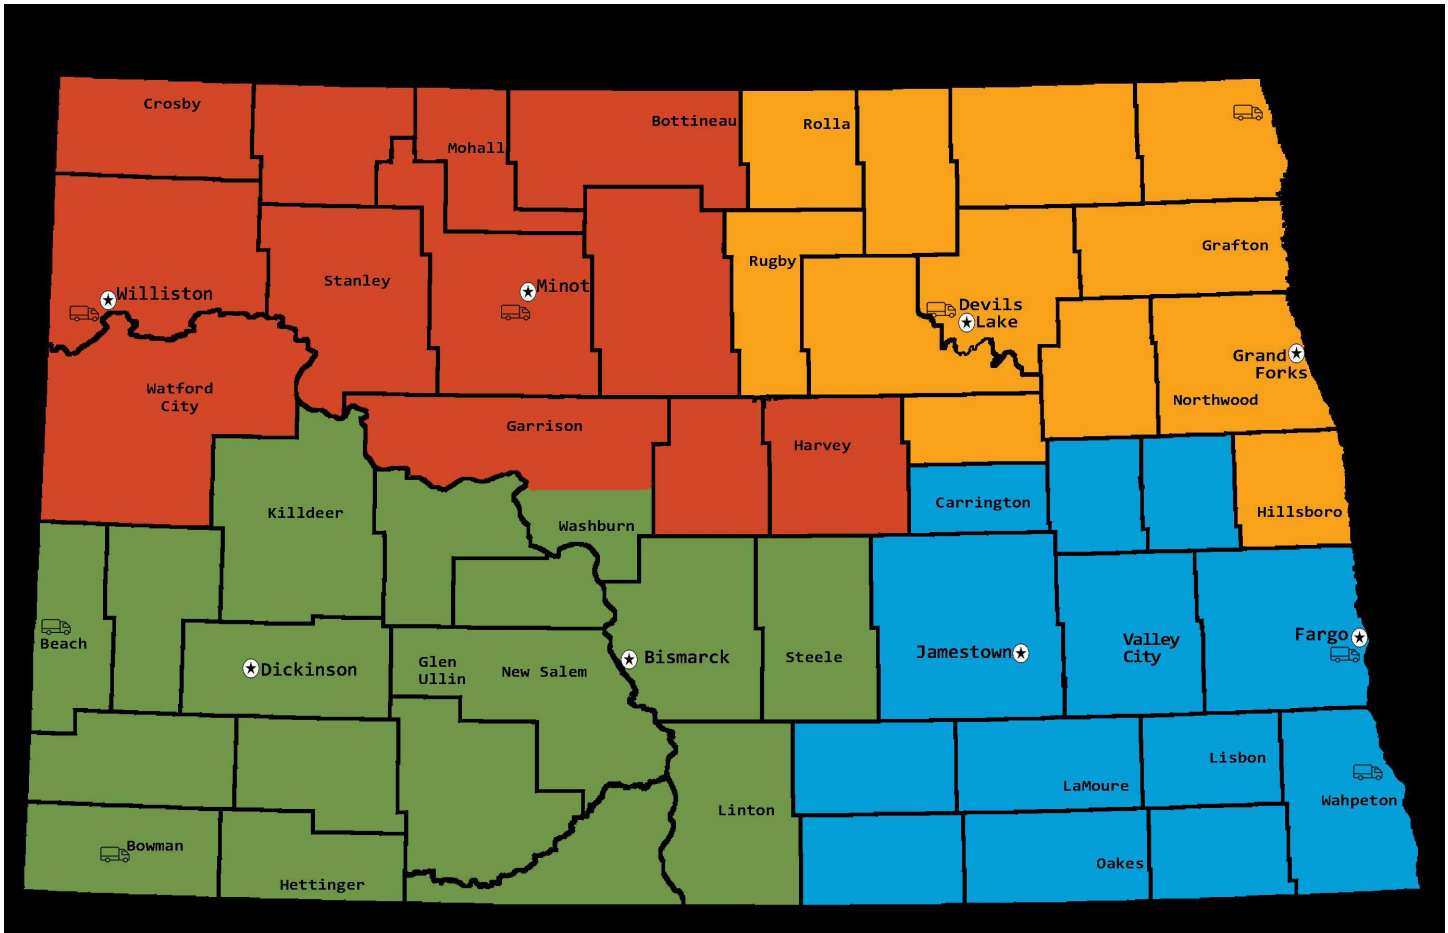 Crosby
Bottineau
Rolla
Mohall
Grafton
Rugby
Stanley
Minot
Williston
Devils
Lake
Grand
Forks
Watford
City
Northwood
Garrison
Harvey
Carrington
Killdeer
Hillsboro
Washburn
Beach
Fargo
Valley
City
Jamestown
Bismarck
Steele
Glen
Ullin
New Salem
Dickinson
Lisbon
LaMoure
Wahpeton
Linton
Bowman
Oakes
Hettinger